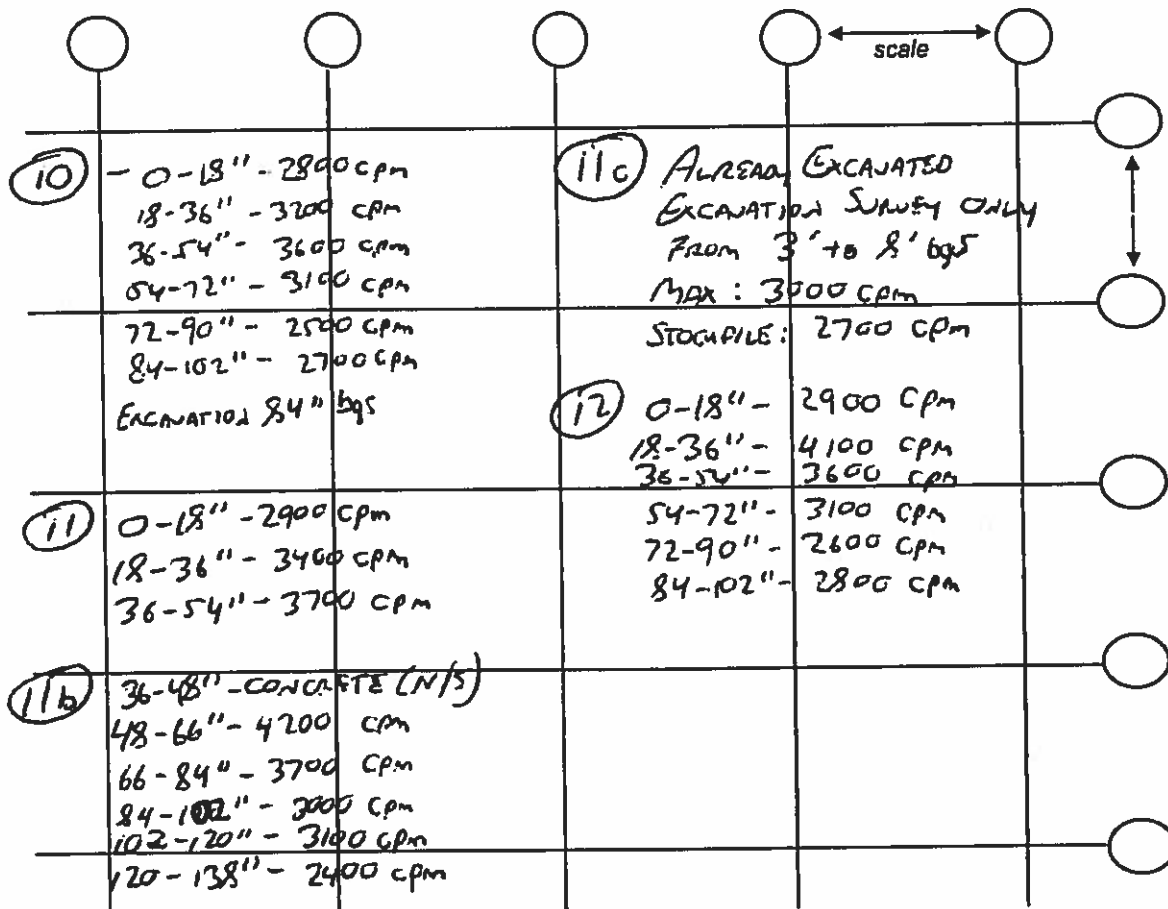 scale
10 - 0-18" - 2800 cpm
18-36" - 3200 cpm
36-54" - 3600 cpm
54-72" - 3100 cpm
72-90" - 2500 cpm
84-102" - 2700 cpm
EXCAVATION 84" bgs
11 0-18" - 2900 cpm
18-36" - 3400 cpm
36-54" - 3700 cpm
11b 36-48" - CONCRETE (N/S)
48-66" - 4200 cpm
66-84" - 3700 cpm
84-102" - 3000 cpm
102-120" - 3100 cpm
120-138" - 2400 cpm
11c ALREADY EXCAVATED
EXCAVATION SURVEY ONLY
FROM 3' to 8' bgs
MAX: 3000 cpm
STOCKPILE: 2700 cpm
12 0-18" - 2900 cpm
18-36" - 4100 cpm
36-54" - 3600 cpm
54-72" - 3100 cpm
72-90" - 2600 cpm
84-102" - 2800 cpm